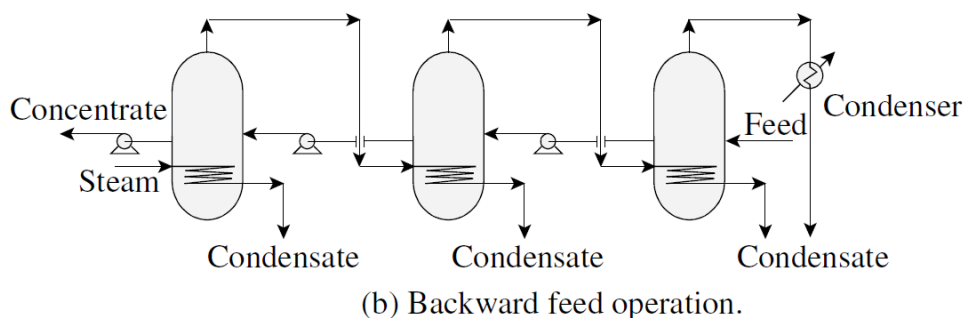 Concentrate
Steam
Feed
Condenser
Condensate
Condensate
Condensate
(b) Backward feed operation.